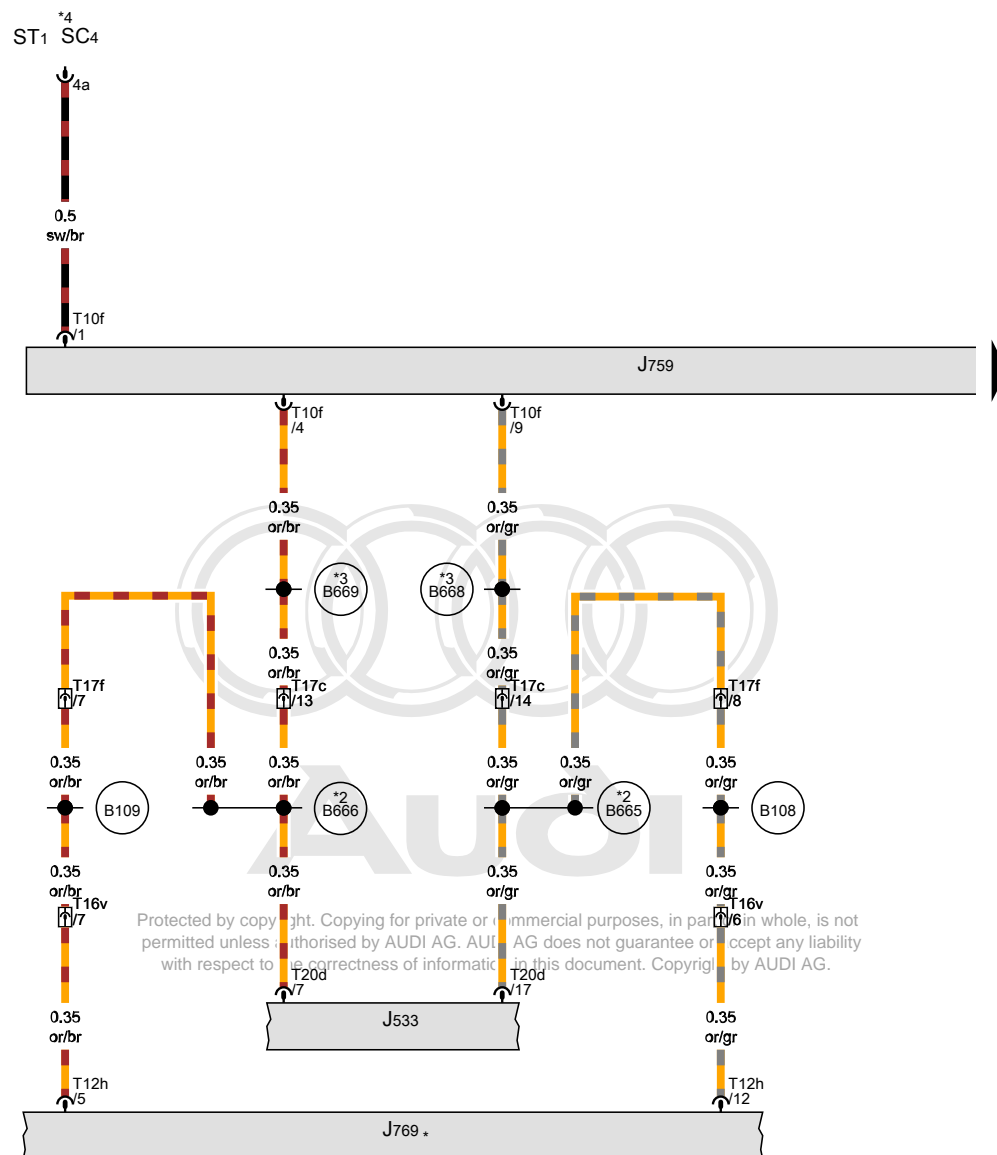 *4
ST1 SC4
4a
0.5
sw/br
T10f
/1
J759
T10f
/4
T10f
/9
0.35
or/br
0.35
or/gr
*3
B669
*3
B668
0.35
or/br
0.35
or/gr
T17f
/7
T17c
/13
T17c
/14
T17f
/8
0.35
or/br
0.35
or/br
0.35
or/br
0.35
or/gr
0.35
or/gr
0.35
or/gr
B109
*2
B666
*2
B665
B108
Audi
0.35
or/br
0.35
or/br
0.35
or/gr
0.35
or/gr
T16v
/7
T16v
/6
Protected by copyright. Copying for private or commercial purposes, in part or in whole, is not
permitted unless authorised by AUDI AG. AUDI AG does not guarantee or accept any liability
with respect to the correctness of information in this document. Copyright by AUDI AG.
T20d
/7
T20d
/17
J533
0.35
or/br
0.35
or/gr
T12h
/5
T12h
/12
J769 *